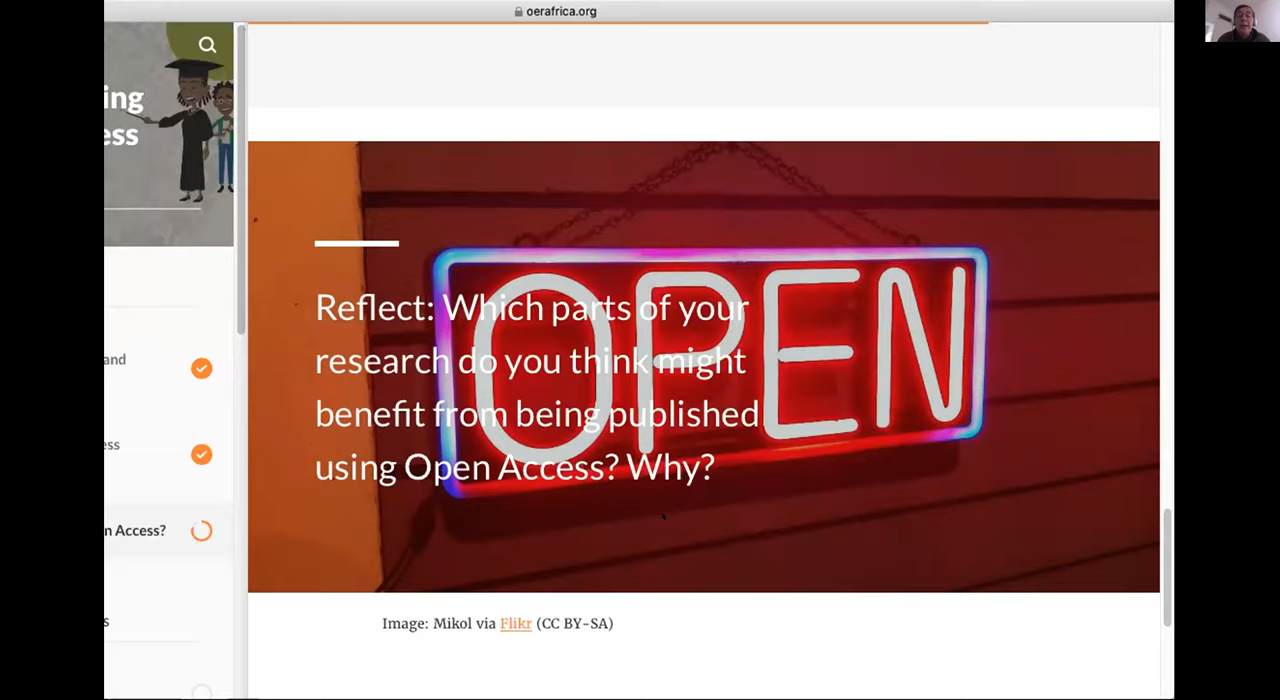 oerafrica.org
ing
ess
and
ess
n Access?
s
OPEN
Reflect: Which parts of your
research do you think might
benefit from being published
using Open Access? Why?
Image: Mikol via Flikr (CC BY-SA)